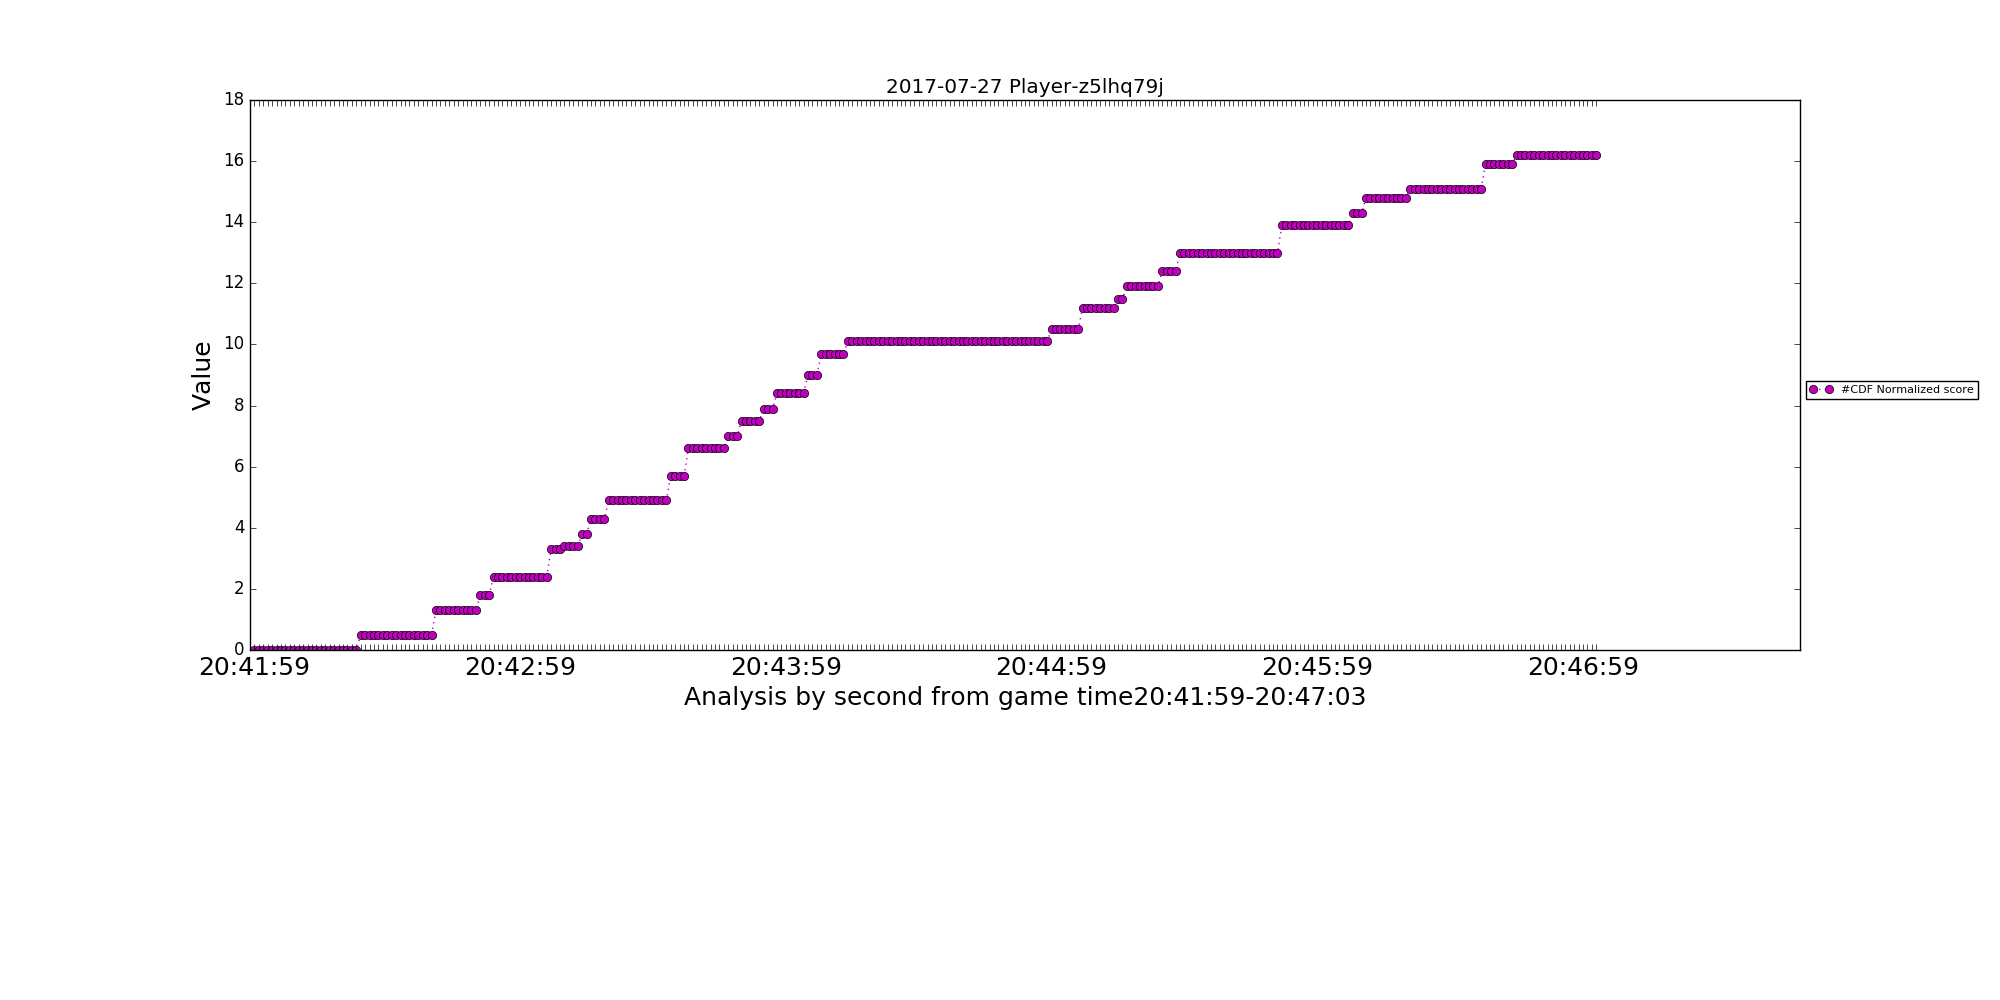 2017-07-27 Player-z5lhq79j
18
16
14
12
10
8
6
4
2
0
Value
#CDF Normalized score
20:41:59 20:42:59 20:43:59 20:44:59 20:45:59 20:46:59
Analysis by second from game time20:41:59-20:47:03